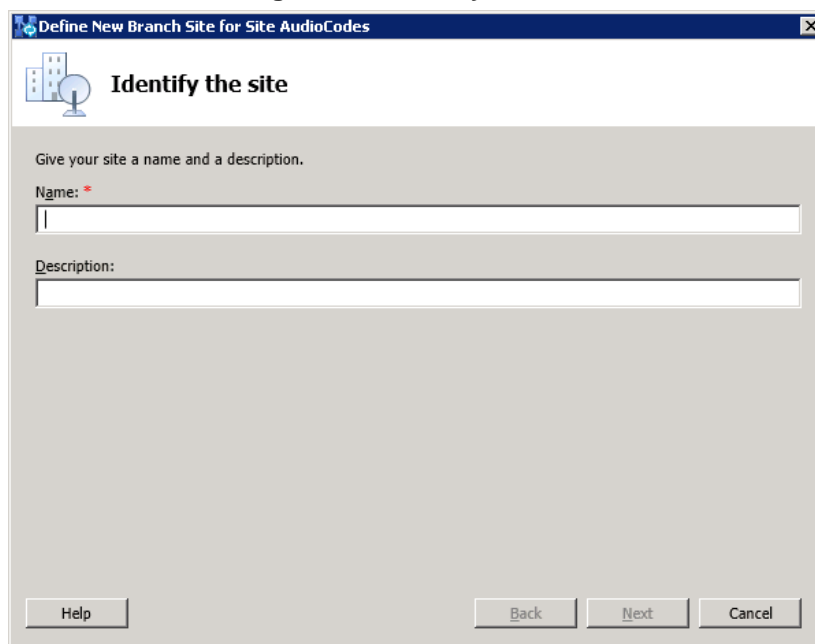 Define New Branch Site for Site AudioCodes
Identify the site
Give your site a name and a description.
Name: *
Description:
Help
Back
Next
Cancel